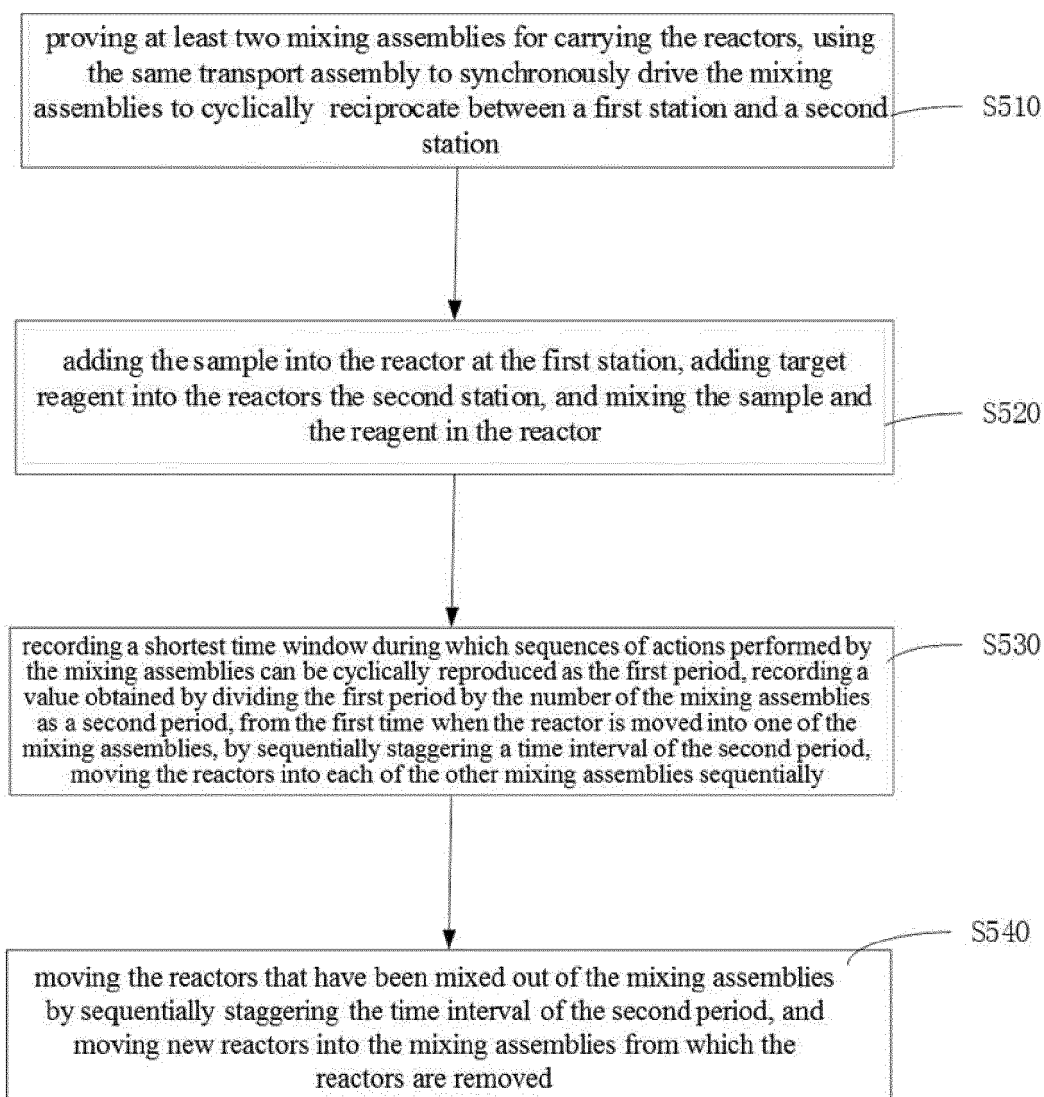 proving at least two mixing assemblies for carrying the reactors, using
the same transport assembly to synchronously drive the mixing
assemblies to cyclically reciprocate between a first station and a second
station
S510
adding the sample into the reactor at the first station, adding target
reagent into the reactors the second station, and mixing the sample and
the reagent in the reactor
S520
recording a shortest time window during which sequences of actions performed by
the mixing assemblies can be cyclically reproduced as the first period, recording a
value obtained by dividing the first period by the number of the mixing assemblies
as a second period, from the first time when the reactor is moved into one of the
mixing assemblies, by sequentially staggering a time interval of the second period,
moving the reactors into each of the other mixing assemblies sequentially
S530
moving the reactors that have been mixed out of the mixing assemblies
by sequentially staggering the time interval of the second period, and
moving new reactors into the mixing assemblies from which the
reactors are removed
S540